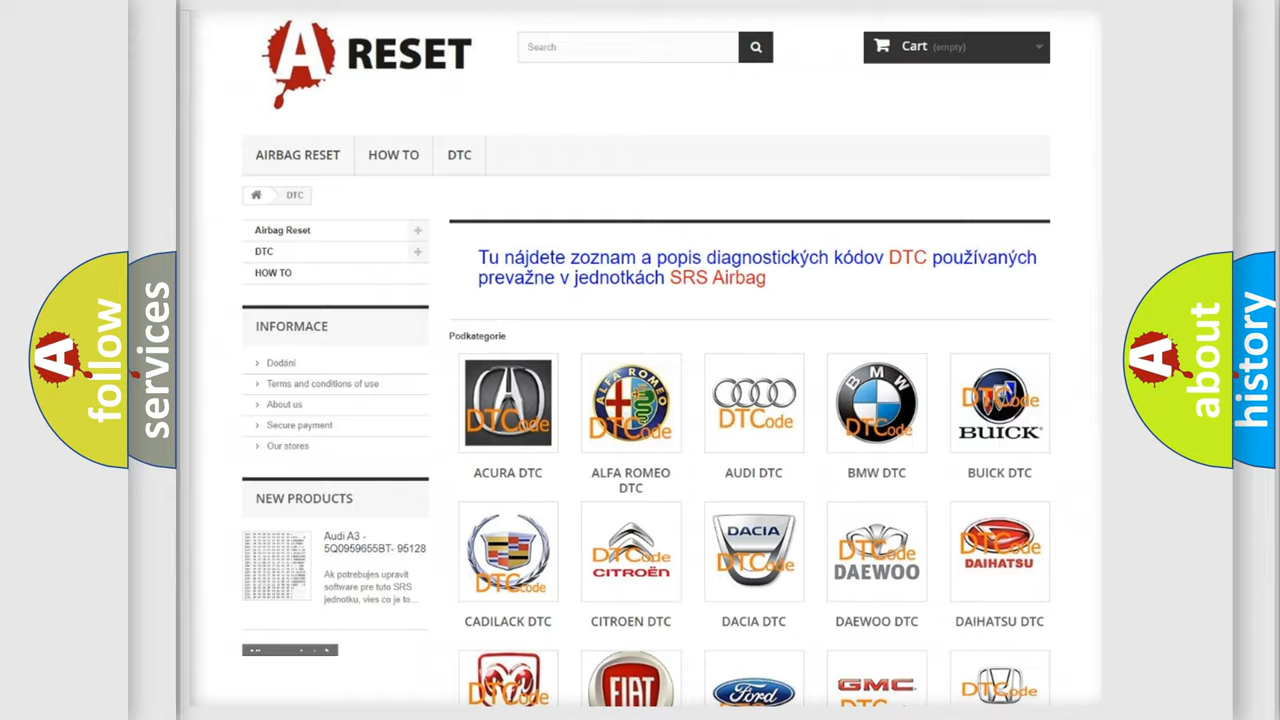 A RESET
Search
Cart (empty)
AIRBAG RESET
HOW TO
DTC
DTC
Airbag Reset
DTC
HOW TO
INFORMACE
Dodání
Terms and conditions of use
About us
Secure payment
Our stores
NEW PRODUCTS
Audi A3 -
5Q0959655BT- 95128
Ak potrebujes upravit
software pre tuto SRS
jednotku, vies co je to...
Tu nájdete zoznam a popis diagnostických kódov DTC používaných
prevažne v jednotkách SRS Airbag
Podkategorie
DTCode
ALFA ROMEO
DTCode
DTCode
BMW
DTCode
DTCode
BUICK
ACURA DTC
ALFA ROMEO
DTC
AUDI DTC
BMW DTC
BUICK DTC
DTCode
DTCode
CITROËN
DACIA
DTCode
DTCode
DAEWOO
DTCode
DAIHATSU
CADILACK DTC
CITROEN DTC
DACIA DTC
DAEWOO DTC
DAIHATSU DTC
DTCode
FIAT
Ford
GMC
DTCode
A follow
services
A about
history